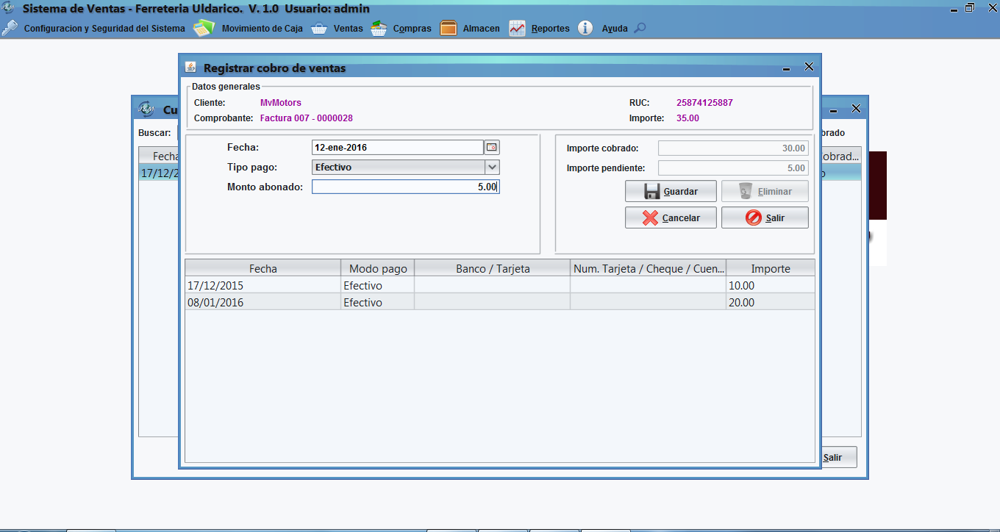 Sistema de Ventas - Ferreteria Uldarico. V. 1.0 Usuario: admin
Configuracion y Seguridad del Sistema Movimiento de Caja Ventas Compras Almacen Reportes Ayuda
Registrar cobro de ventas
Datos generales
Cliente: MvMotors RUC: 25874125887
Comprobante: Factura 007 - 0000028 Importe: 35.00
Cu
Buscar: brado
Fecha: 12-ene-2016 Importe cobrado: 30.00
Fecha obrad...
Tipo pago: Efectivo Importe pendiente: 5.00
17/12/2 o
Monto abonado: 5.00 Guardar Eliminar
Cancelar Salir
Fecha Modo pago Banco / Tarjeta Num. Tarjeta / Cheque / Cuen... Importe
17/12/2015 Efectivo 10.00
08/01/2016 Efectivo 20.00
Salir